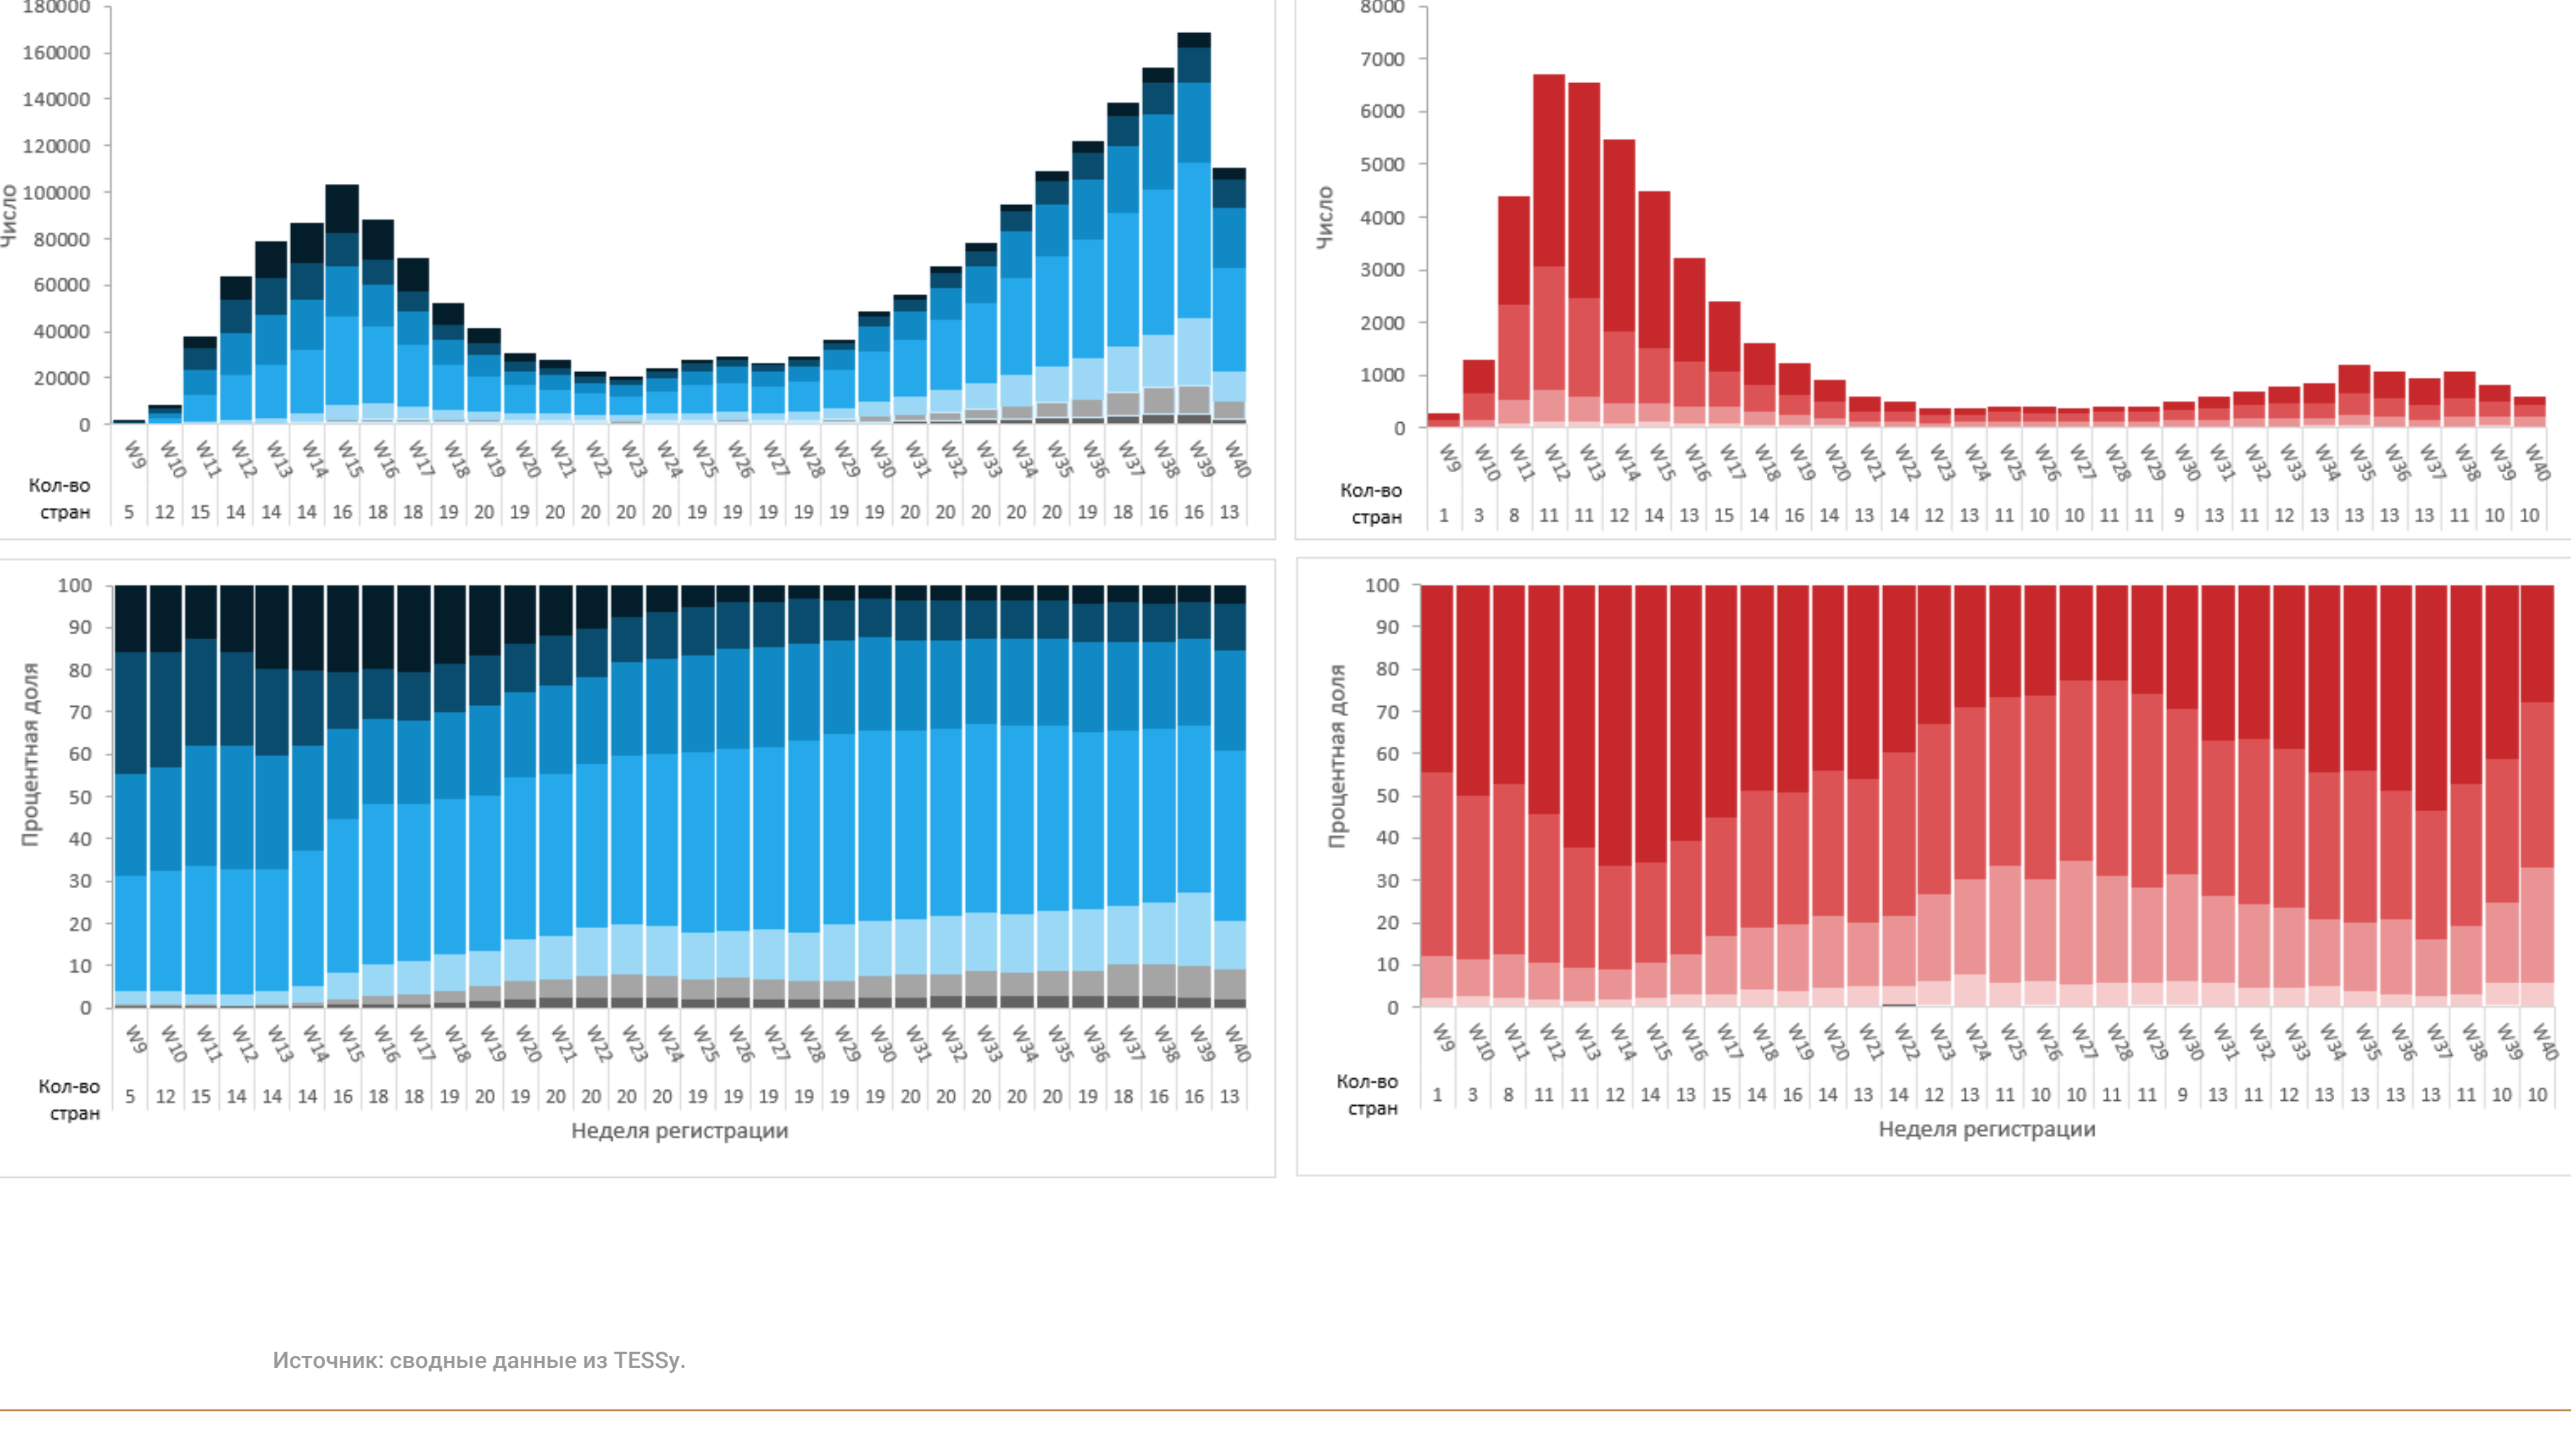 180000
160000
140000
120000
100000
80000
60000
40000
20000
0
Число
W9 W10 W11 W12 W13 W14 W15 W16 W17 W18 W19 W20 W21 W22 W23 W24 W25 W26 W27 W28 W29 W30 W31 W32 W33 W34 W35 W36 W37 W38 W39 W40
Кол-во
стран 5 12 15 14 14 14 16 18 18 19 20 19 20 20 20 20 19 19 19 19 19 19 20 20 20 20 20 19 18 16 16 13
8000
7000
6000
5000
4000
3000
2000
1000
0
Число
W9 W10 W11 W12 W13 W14 W15 W16 W17 W18 W19 W20 W21 W22 W23 W24 W25 W26 W27 W28 W29 W30 W31 W32 W33 W34 W35 W36 W37 W38 W39 W40
Кол-во
стран 1 3 8 11 11 12 14 13 15 14 16 14 13 14 12 13 11 10 10 11 11 9 13 11 12 13 13 13 13 11 10 10
100
90
80
70
60
50
40
30
20
10
0
Процентная доля
W9 W10 W11 W12 W13 W14 W15 W16 W17 W18 W19 W20 W21 W22 W23 W24 W25 W26 W27 W28 W29 W30 W31 W32 W33 W34 W35 W36 W37 W38 W39 W40
Кол-во
стран 5 12 15 14 14 14 16 18 18 19 20 19 20 20 20 20 19 19 19 19 19 19 20 20 20 20 20 19 18 16 16 13
Неделя регистрации
100
90
80
70
60
50
40
30
20
10
0
Процентная доля
W9 W10 W11 W12 W13 W14 W15 W16 W17 W18 W19 W20 W21 W22 W23 W24 W25 W26 W27 W28 W29 W30 W31 W32 W33 W34 W35 W36 W37 W38 W39 W40
Кол-во
стран 1 3 8 11 11 12 14 13 15 14 16 14 13 14 12 13 11 10 10 11 11 9 13 11 12 13 13 13 13 11 10 10
Неделя регистрации
Источник: сводные данные из TESSy.